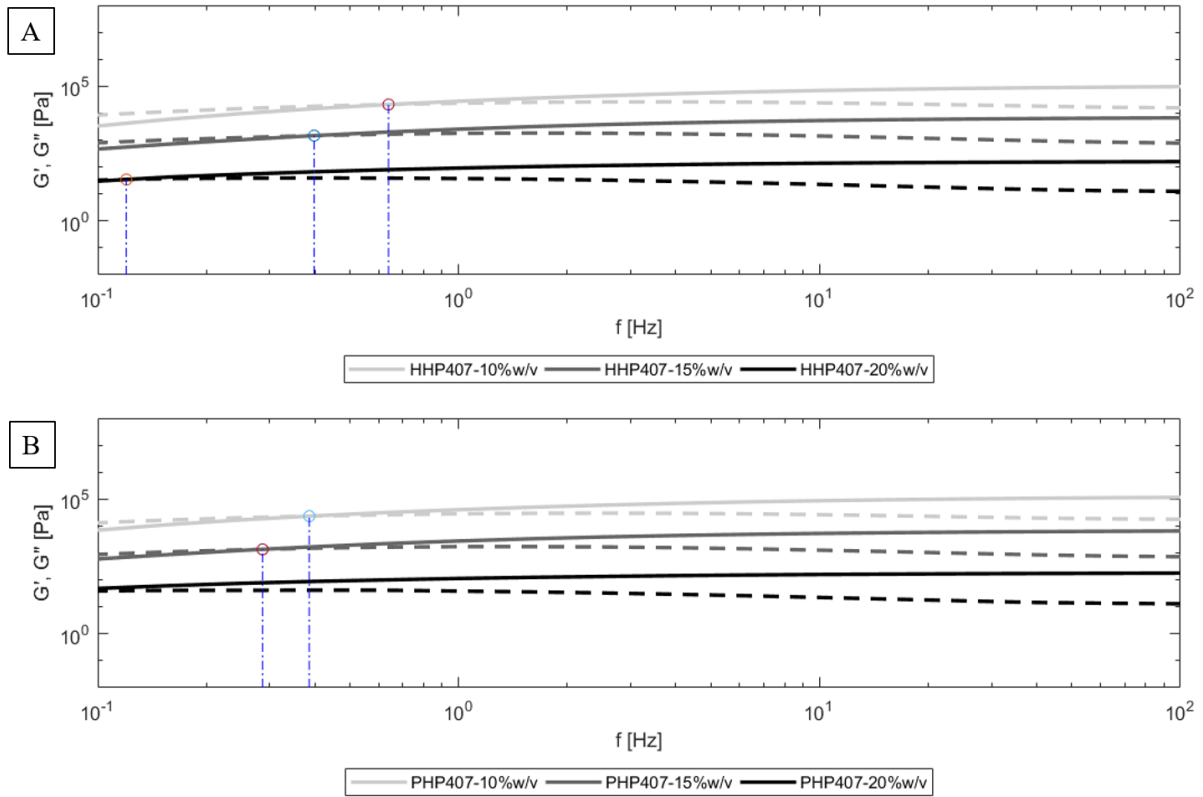 A
G', G'' [Pa]
10^5
10^0
10^-1 10^0 10^1 10^2
f [Hz]
HHP407-10%w/v HHP407-15%w/v HHP407-20%w/v
B
G', G'' [Pa]
10^5
10^0
10^-1 10^0 10^1 10^2
f [Hz]
PHP407-10%w/v PHP407-15%w/v PHP407-20%w/v